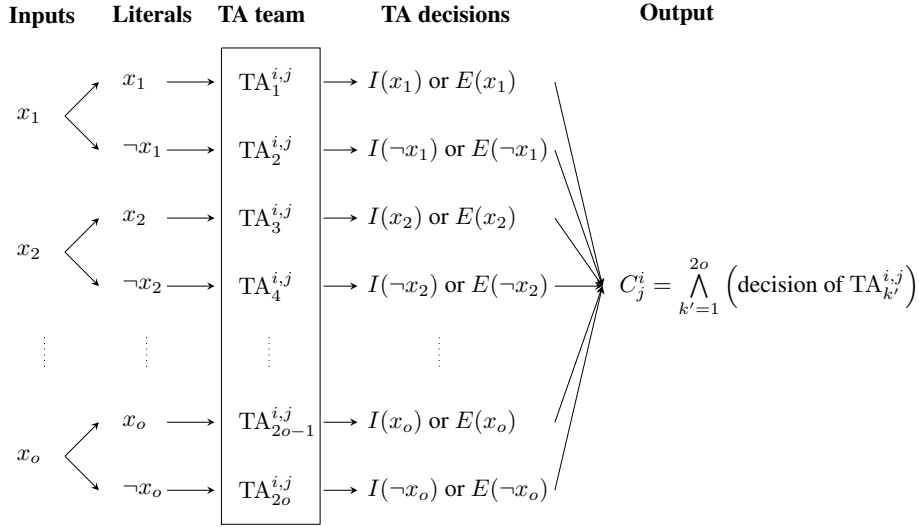 Inputs Literals TA team TA decisions Output
x_1 TA_1^{i,j} I(x_1) or E(x_1)
x_1
¬x_1 TA_2^{i,j} I(¬x_1) or E(¬x_1)
x_2 TA_3^{i,j} I(x_2) or E(x_2)
x_2
¬x_2 TA_4^{i,j} I(¬x_2) or E(¬x_2) C_j^i = ⋀_{k'=1}^{2o} (decision of TA_{k'}^{i,j})
x_o TA_{2o-1}^{i,j} I(x_o) or E(x_o)
x_o
¬x_o TA_{2o}^{i,j} I(¬x_o) or E(¬x_o)